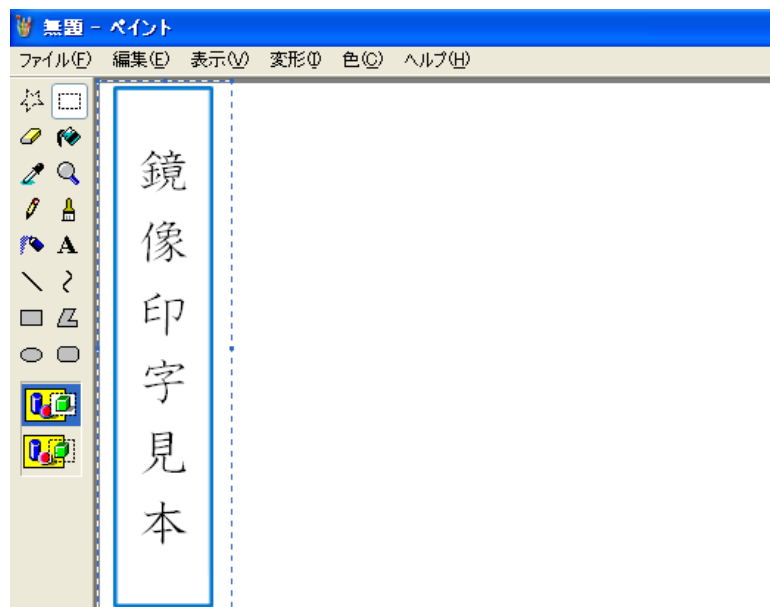 無題 - ペイント
ファイル(F) 編集(E) 表示(V) 変形(I) 色(C) ヘルプ(H)
A
鏡像印字見本